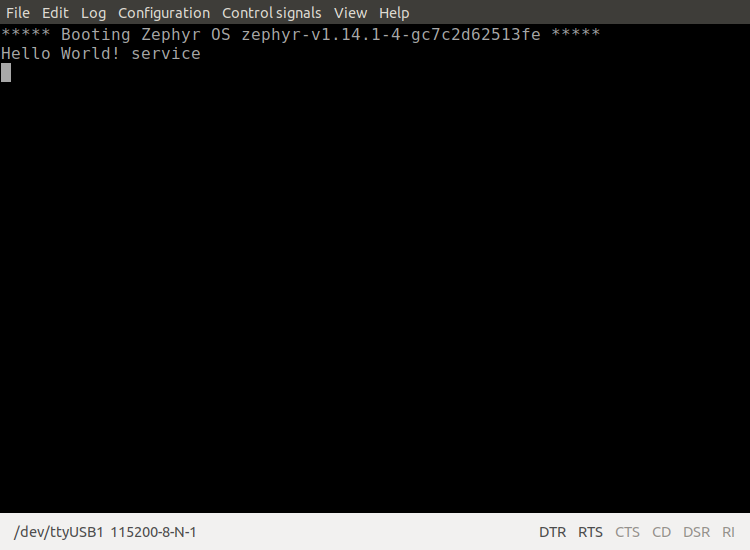 File Edit Log Configuration Control signals View Help
***** Booting Zephyr OS zephyr-v1.14.1-4-gc7c2d62513fe *****
Hello World! service
/dev/ttyUSB1 115200-8-N-1 DTR RTS CTS CD DSR RI